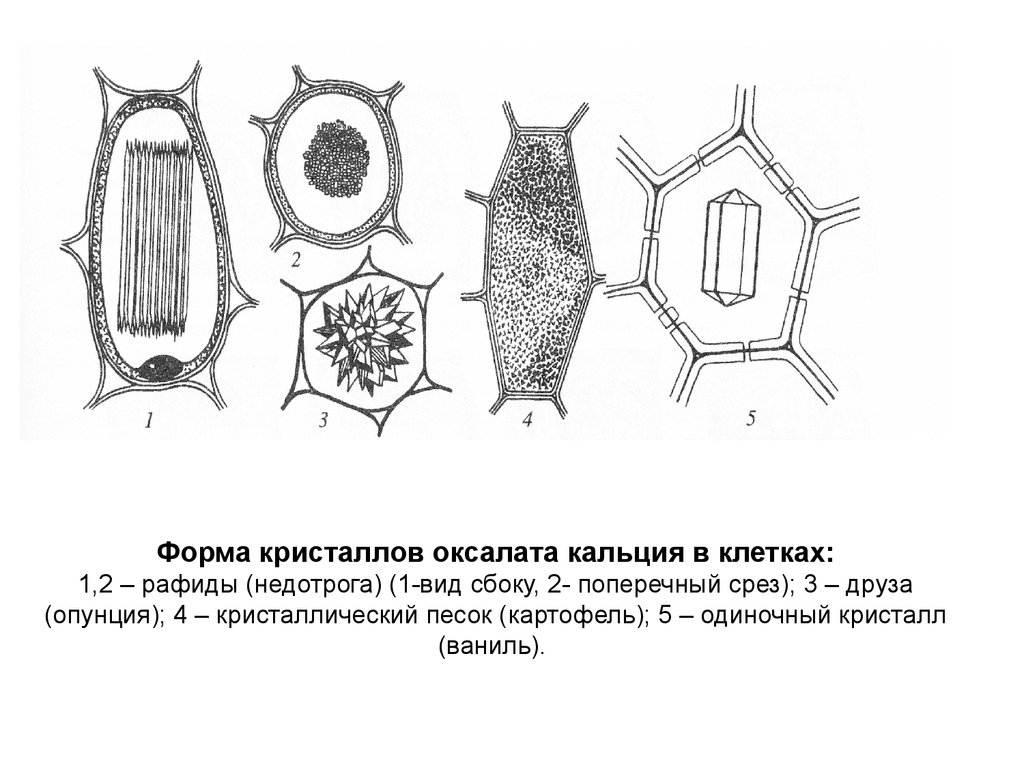 1
2
3
4
5
Форма кристаллов оксалата кальция в клетках:
1,2 – рафиды (недотрога) (1-вид сбоку, 2- поперечный срез); 3 – друза
(опунция); 4 – кристаллический песок (картофель); 5 – одиночный кристалл
(ваниль).